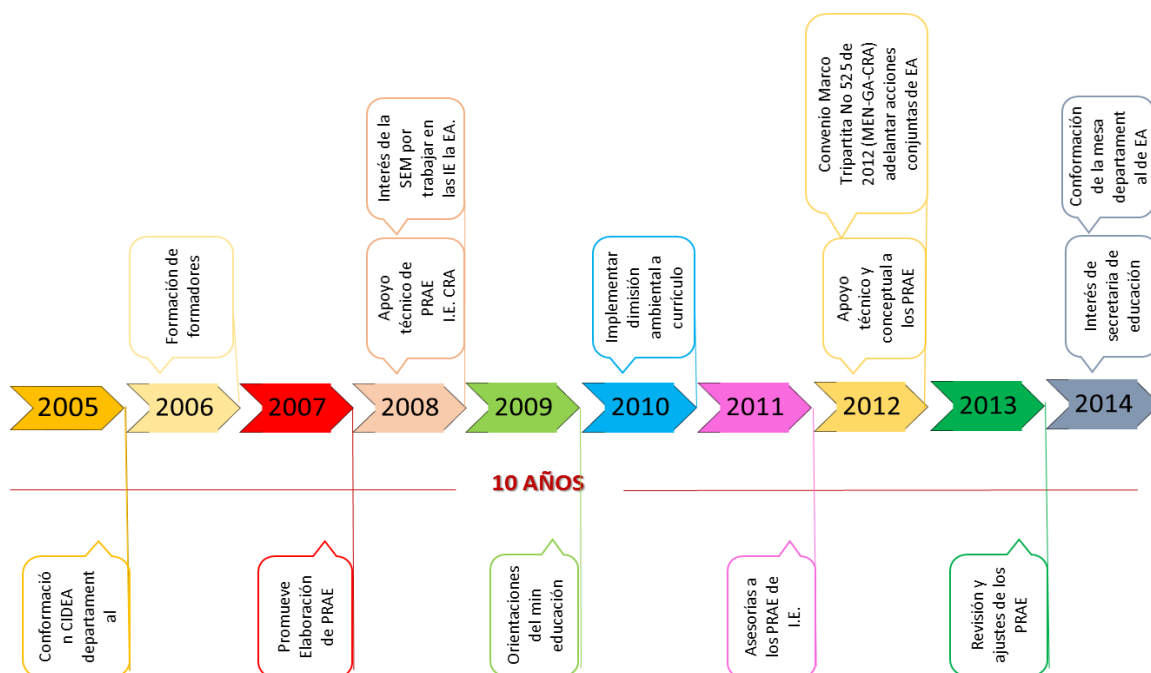 Formación de
formadores
Interés de la
SEM por
trabajar en
las IE la EA.
Apoyo
técnico de
PRAE
I.E. CRA
Implementar
dimisión
ambiental a
currículo
Convenio Marco
Tripartita No 525 de
2012 (MEN-GA-CRA)
adelantar acciones
conjuntas de EA
Apoyo
técnico y
conceptual a
los PRAE
Conformación
de la mesa
departament
al de EA
Interés de
secretaria de
educación
2005
2006
2007
2008
2009
2010
2011
2012
2013
2014
10 AÑOS
Conformació
n CIDEA
departament
al
Promueve
Elaboración
de PRAE
Orientaciones
del min
educación
Asesorías a
los PRAE de
I.E.
Revisión y
ajustes de los
PRAE